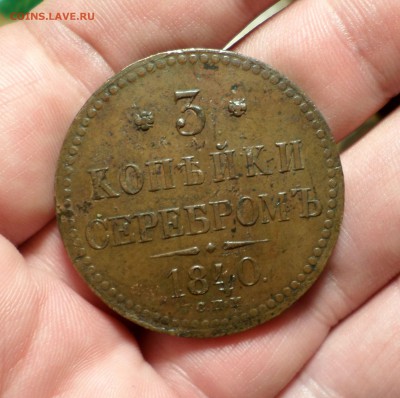 COINS.LAVE.RU
3
КОПѢЙКИ
СЕРЕБРОМЪ
1840.